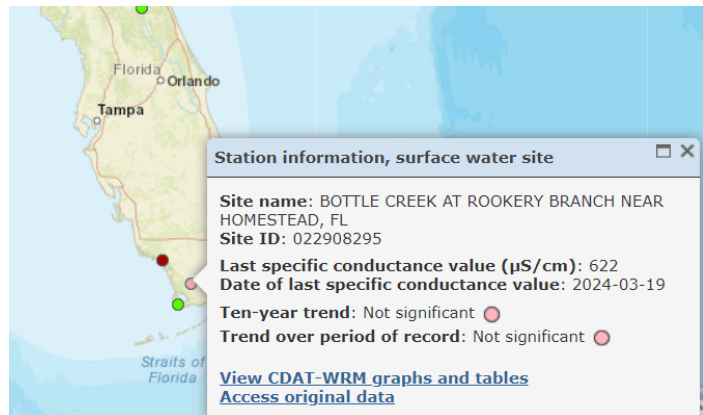 Florida
Orlando
Tampa
Station information, surface water site
Site name: BOTTLE CREEK AT ROOKERY BRANCH NEAR
HOMESTEAD, FL
Site ID: 022908295
Last specific conductance value (µS/cm): 622
Date of last specific conductance value: 2024-03-19
Ten-year trend: Not significant
Trend over period of record: Not significant
Straits of
Florida
View CDAT-WRM graphs and tables
Access original data